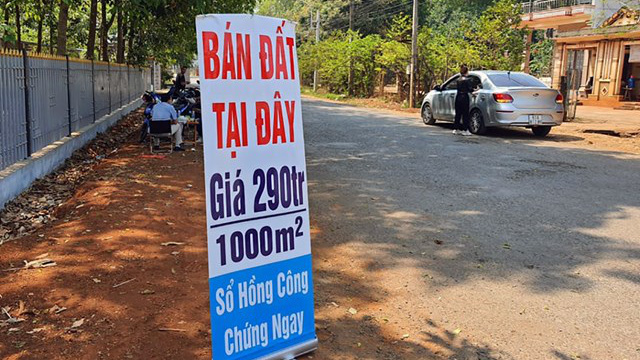 BÁN ĐẤT
TẠI ĐÂY
Giá 290tr
1000m²
Sổ Hồng Công
Chứng Ngay